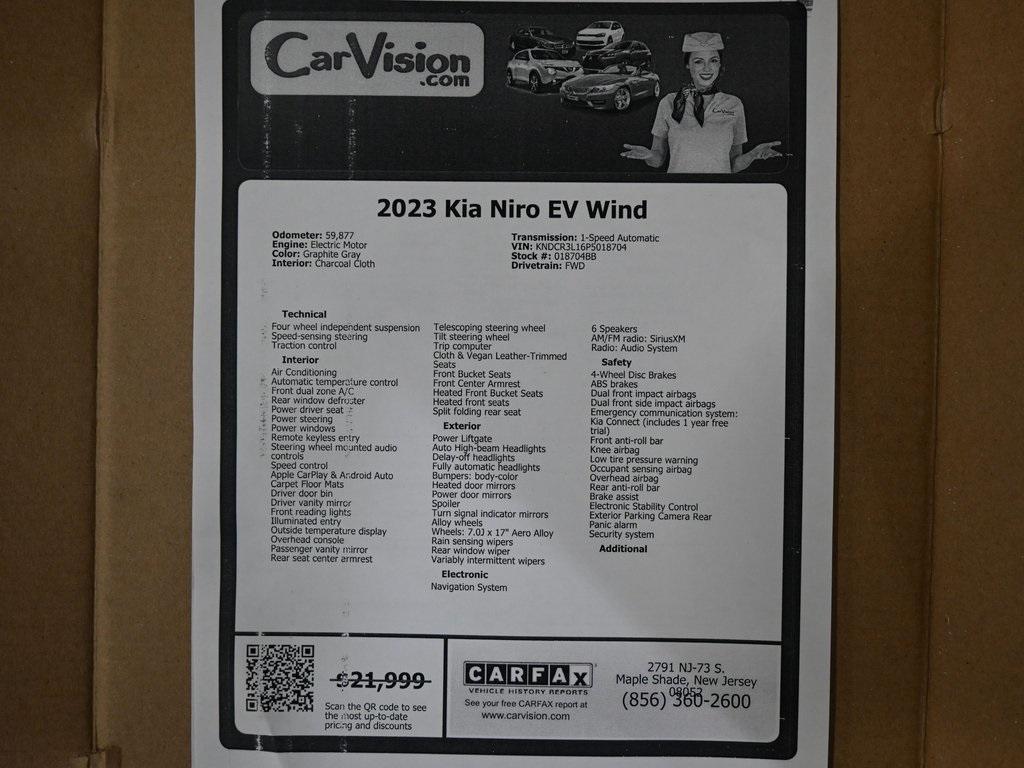 CarVision
.com
CarVision
2023 Kia Niro EV Wind
Odometer: 59,877
Engine: Electric Motor
Color: Graphite Gray
Interior: Charcoal Cloth
Transmission: 1-Speed Automatic
VIN: KNDCR3L16P5018704
Stock #: 018704BB
Drivetrain: FWD
Technical
Four wheel independent suspension
Speed-sensing steering
Traction control
Interior
Air Conditioning
Automatic temperature control
Front dual zone A/C
Rear window defroster
Power driver seat
Power steering
Power windows
Remote keyless entry
Steering wheel mounted audio
controls
Speed control
Apple CarPlay & Android Auto
Carpet Floor Mats
Driver door bin
Driver vanity mirror
Front reading lights
Illuminated entry
Outside temperature display
Overhead console
Passenger vanity mirror
Rear seat center armrest
Telescoping steering wheel
Tilt steering wheel
Trip computer
Cloth & Vegan Leather-Trimmed
Seats
Front Bucket Seats
Front Center Armrest
Heated Front Bucket Seats
Heated front seats
Split folding rear seat
Exterior
Power Liftgate
Auto High-beam Headlights
Delay-off headlights
Fully automatic headlights
Bumpers: body-color
Heated door mirrors
Power door mirrors
Spoiler
Turn signal indicator mirrors
Alloy wheels
Wheels: 7.0J x 17" Aero Alloy
Rain sensing wipers
Rear window wiper
Variably intermittent wipers
Electronic
Navigation System
6 Speakers
AM/FM radio: SiriusXM
Radio: Audio System
Safety
4-Wheel Disc Brakes
ABS brakes
Dual front impact airbags
Dual front side impact airbags
Emergency communication system:
Kia Connect (includes 1 year free
trial)
Front anti-roll bar
Knee airbag
Low tire pressure warning
Occupant sensing airbag
Overhead airbag
Rear anti-roll bar
Brake assist
Electronic Stability Control
Exterior Parking Camera Rear
Panic alarm
Security system
Additional
$21,999
Scan the QR code to see
the most up-to-date
pricing and discounts
CARFAX
VEHICLE HISTORY REPORTS
See your free CARFAX report at
www.carvision.com
2791 NJ-73 S.
Maple Shade, New Jersey
08052
(856) 360-2600